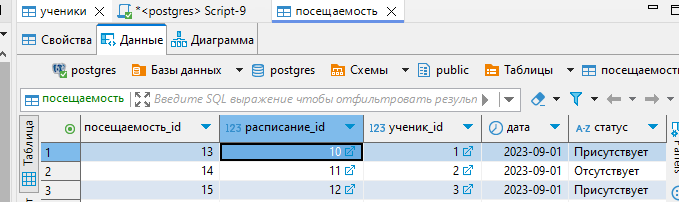 ученики
*<postgres> Script-9
посещаемость
Свойства
Данные
Диаграмма
postgres
Базы данных
postgres
Схемы
public
Таблицы
посещаемость
посещаемость
Введите SQL выражение чтобы отфильтровать
Таблица
посещаемость_id
123 расписание_id
123 ученик_id
дата
A-Z статус
1 13 10 1 2023-09-01 Присутствует
2 14 11 2 2023-09-01 Отсутствует
3 15 12 3 2023-09-01 Присутствует